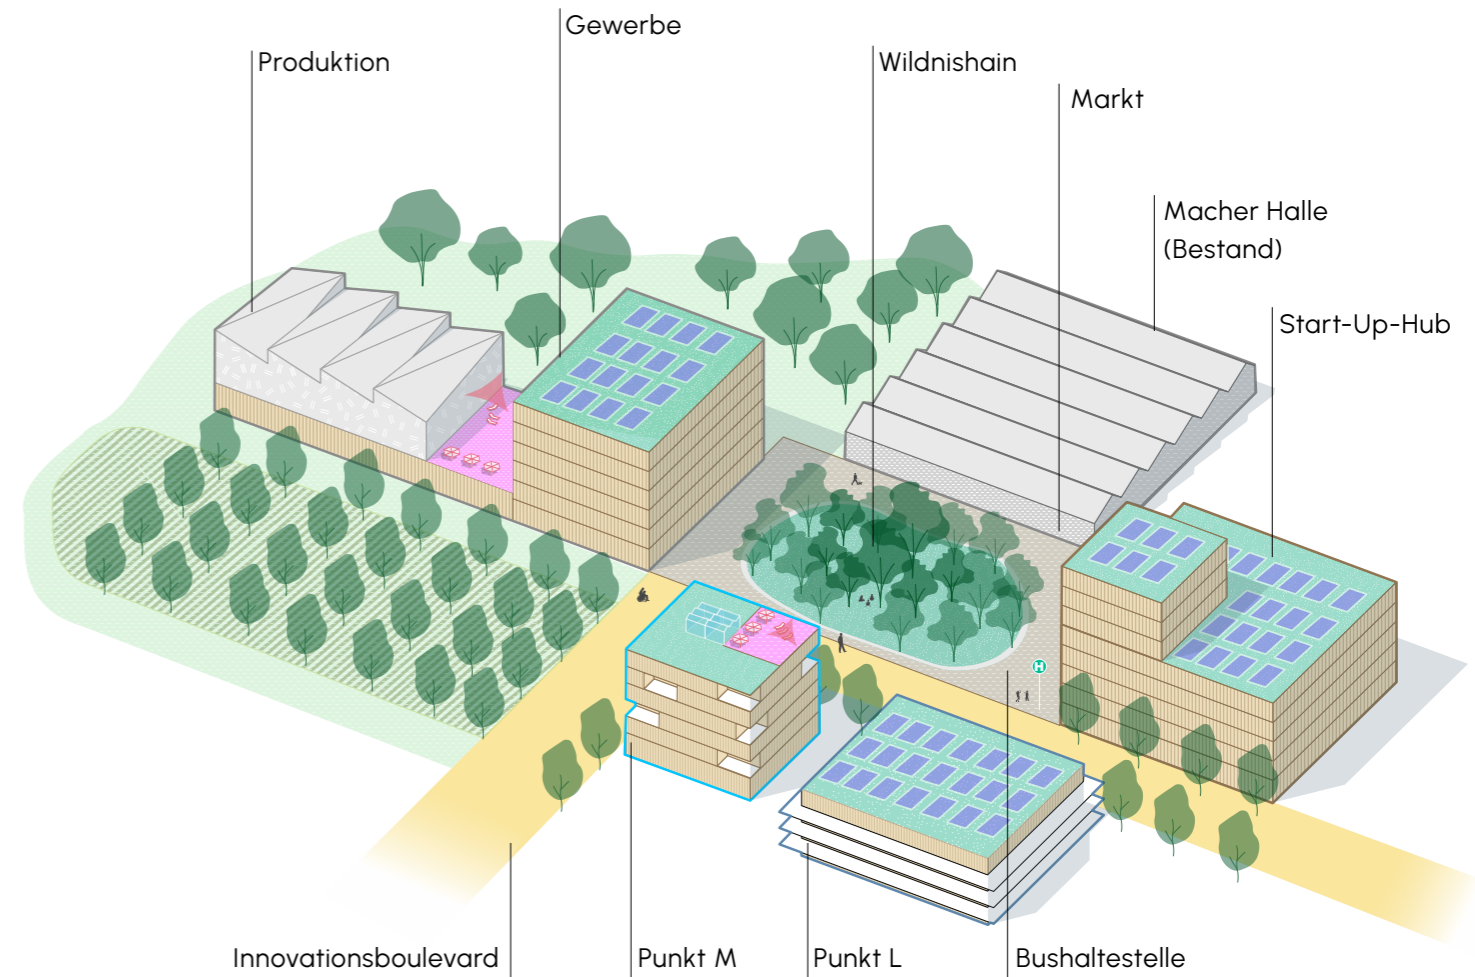 Gewerbe
Produktion
Wildnishain
Markt
Macher Halle
(Bestand)
Start-Up-Hub
H
Innovationsboulevard
Punkt M
Punkt L
Bushaltestelle